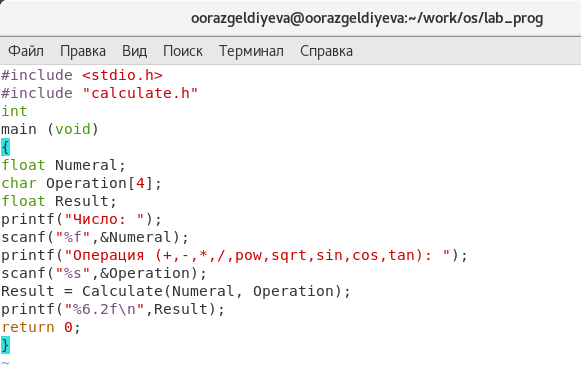 oorazgeldiyeva@oorazgeldiyeva:~/work/os/lab_prog
Файл Правка Вид Поиск Терминал Справка
#include <stdio.h>
#include "calculate.h"
int
main (void)
{
float Numeral;
char Operation[4];
float Result;
printf("Число: ");
scanf("%f",&Numeral);
printf("Операция (+,-,*,/,pow,sqrt,sin,cos,tan): ");
scanf("%s",&Operation);
Result = Calculate(Numeral, Operation);
printf("%6.2f\n",Result);
return 0;
}
~